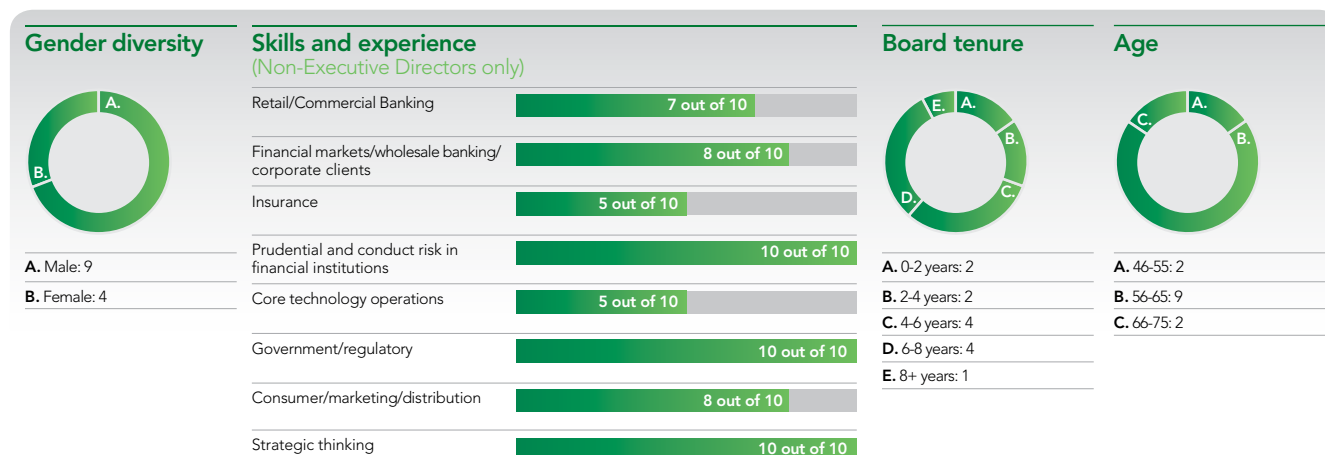 Gender diversity
A.
B.
A. Male: 9
B. Female: 4
Skills and experience
(Non-Executive Directors only)
Retail/Commercial Banking
7 out of 10
Financial markets/wholesale banking/
corporate clients
8 out of 10
Insurance
5 out of 10
Prudential and conduct risk in
financial institutions
10 out of 10
Core technology operations
5 out of 10
Government/regulatory
10 out of 10
Consumer/marketing/distribution
8 out of 10
Strategic thinking
10 out of 10
Board tenure
E. A.
B.
C.
D.
A. 0-2 years: 2
B. 2-4 years: 2
C. 4-6 years: 4
D. 6-8 years: 4
E. 8+ years: 1
Age
A.
C.
B.
A. 46-55: 2
B. 56-65: 9
C. 66-75: 2